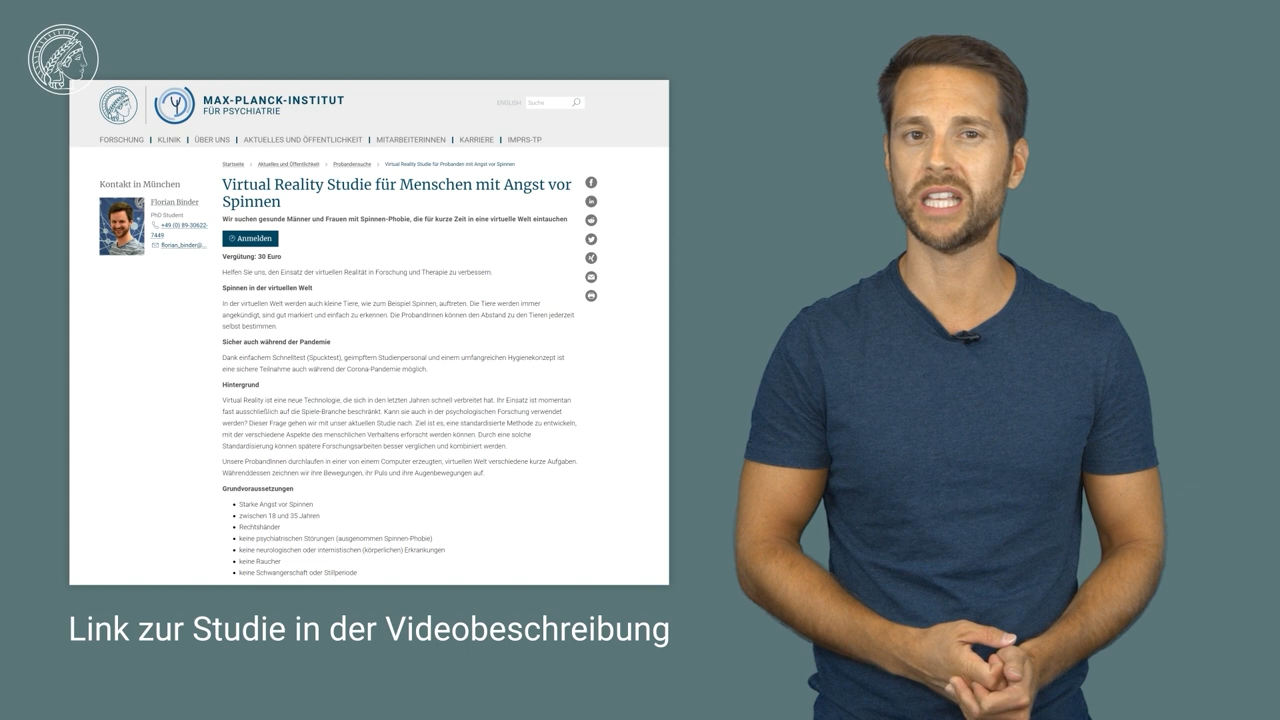 MAX-PLANCK-INSTITUT
FÜR PSYCHIATRIE
ENGLISH
Suche
FORSCHUNG | KLINIK | ÜBER UNS | AKTUELLES UND ÖFFENTLICHKEIT | MITARBEITERINNEN | KARRIERE | IMPRS-TP
Startseite > Aktuelles und Öffentlichkeit > Probandensuche > Virtual Reality Studie für Probanden mit Angst vor Spinnen
Kontakt in München
Florian Binder
PhD Student
+49 (0) 89-30622-
7449
florian_binder@...
Virtual Reality Studie für Menschen mit Angst vor
Spinnen
Wir suchen gesunde Männer und Frauen mit Spinnen-Phobie, die für kurze Zeit in eine virtuelle Welt eintauchen
Anmelden
Vergütung: 30 Euro
Helfen Sie uns, den Einsatz der virtuellen Realität in Forschung und Therapie zu verbessern.
Spinnen in der virtuellen Welt
In der virtuellen Welt werden auch kleine Tiere, wie zum Beispiel Spinnen, auftreten. Die Tiere werden immer
angekündigt, sind gut markiert und einfach zu erkennen. Die ProbandInnen können den Abstand zu den Tieren jederzeit
selbst bestimmen.
Sicher auch während der Pandemie
Dank einfachem Schnelltest (Spucktest), geimpftem Studienpersonal und einem umfangreichen Hygienekonzept ist
eine sichere Teilnahme auch während der Corona-Pandemie möglich.
Hintergrund
Virtual Reality ist eine neue Technologie, die sich in den letzten Jahren schnell verbreitet hat. Ihr Einsatz ist momentan
fast ausschließlich auf die Spiele-Branche beschränkt. Kann sie auch in der psychologischen Forschung verwendet
werden? Dieser Frage gehen wir mit unser aktuellen Studie nach. Ziel ist es, eine standardisierte Methode zu entwickeln,
mit der verschiedene Aspekte des menschlichen Verhaltens erforscht werden können. Durch eine solche
Standardisierung können spätere Forschungsarbeiten besser verglichen und kombiniert werden.
Unsere ProbandInnen durchlaufen in einer von einem Computer erzeugten, virtuellen Welt verschiedene kurze Aufgaben.
Währenddessen zeichnen wir ihre Bewegungen, ihr Puls und ihre Augenbewegungen auf.
Grundvoraussetzungen
• Starke Angst vor Spinnen
• zwischen 18 und 35 Jahren
• Rechtshänder
• keine psychiatrischen Störungen (ausgenommen Spinnen-Phobie)
• keine neurologischen oder internistischen (körperlichen) Erkrankungen
• keine Raucher
• keine Schwangerschaft oder Stillperiode
Link zur Studie in der Videobeschreibung